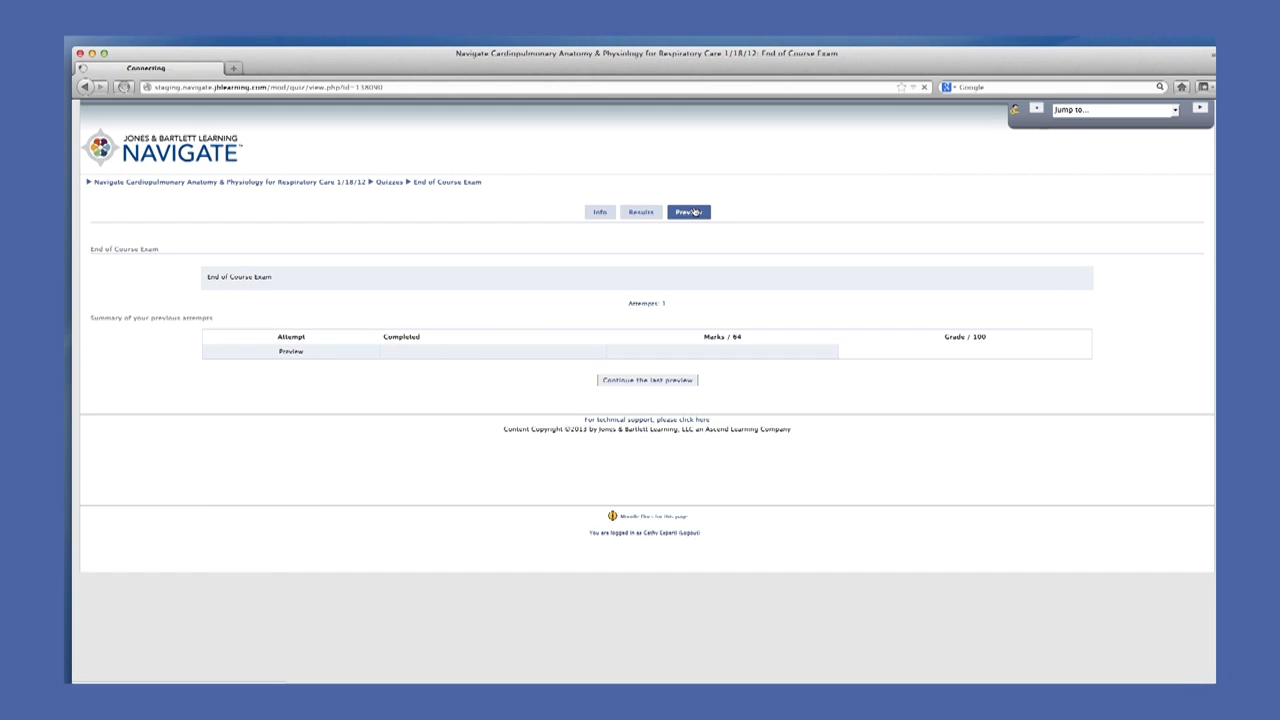 Navigate Cardiopulmonary Anatomy & Physiology for Respiratory Care 1/18/12: End of Course Exam
Connecting...
staging.navigate.jblearning.com/mod/quiz/view.php?id=138090
Google
Jump to...
JONES & BARTLETT LEARNING
NAVIGATE™
Navigate Cardiopulmonary Anatomy & Physiology for Respiratory Care 1/18/12 ▶ Quizzes ▶ End of Course Exam
Info Results
End of Course Exam
End of Course Exam
Attempts: 1
Summary of your previous attempts
Attempt Completed Marks / 64 Grade / 100
Preview
Continue the last preview
For technical support, please click here
Content Copyright ©2013 by Jones & Bartlett Learning, LLC an Ascend Learning Company
Moodle Docs for this page
You are logged in as Cathy Esperti (Logout)